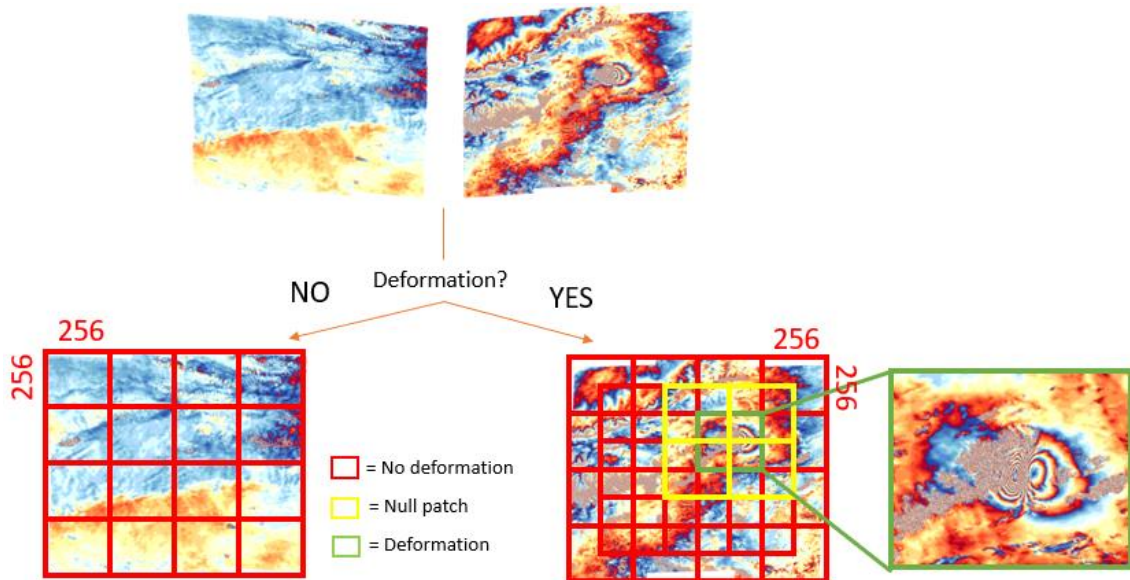 Deformation?
NO
YES
256
256
256
256
= No deformation
= Null patch
= Deformation